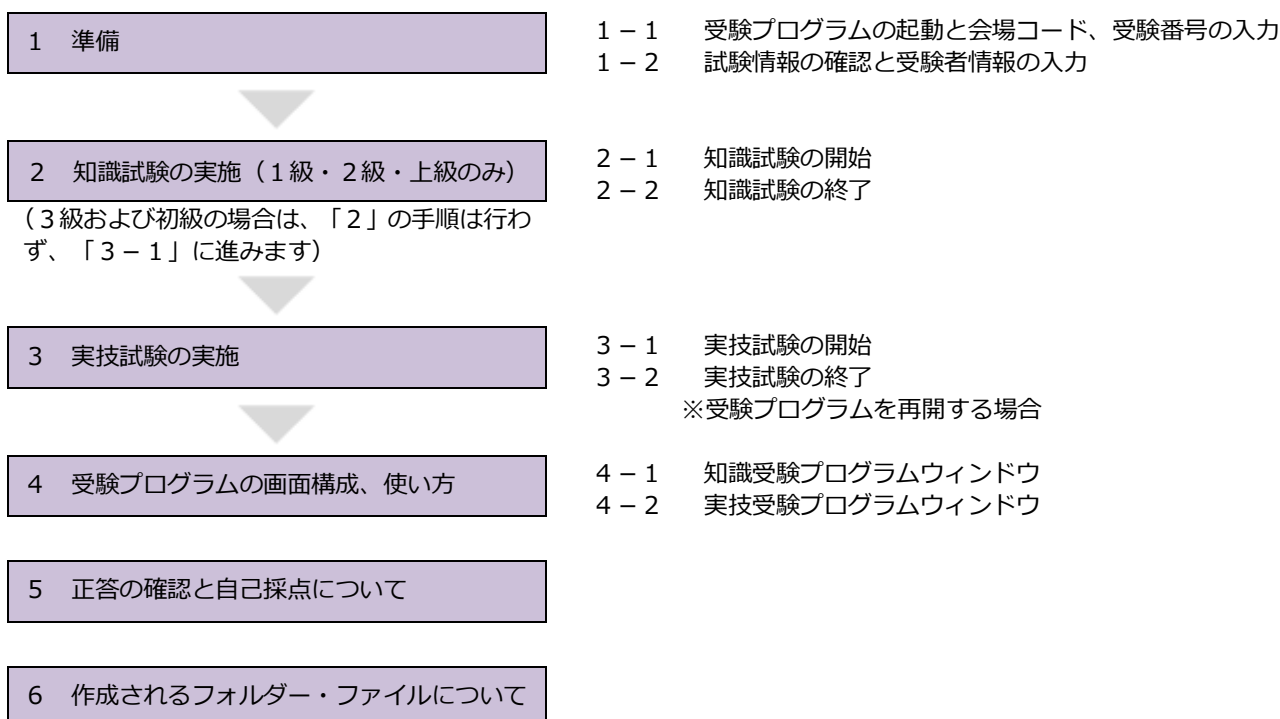 1 準備
1－1 受験プログラムの起動と会場コード、受験番号の入力
1－2 試験情報の確認と受験者情報の入力
2 知識試験の実施（１級・２級・上級のみ）
2－1 知識試験の開始
2－2 知識試験の終了
（３級および初級の場合は、「２」の手順は行わ
ず、「３－１」に進みます）
3 実技試験の実施
3－1 実技試験の開始
3－2 実技試験の終了
※受験プログラムを再開する場合
4 受験プログラムの画面構成、使い方
4－1 知識受験プログラムウィンドウ
4－2 実技受験プログラムウィンドウ
5 正答の確認と自己採点について
6 作成されるフォルダー・ファイルについて